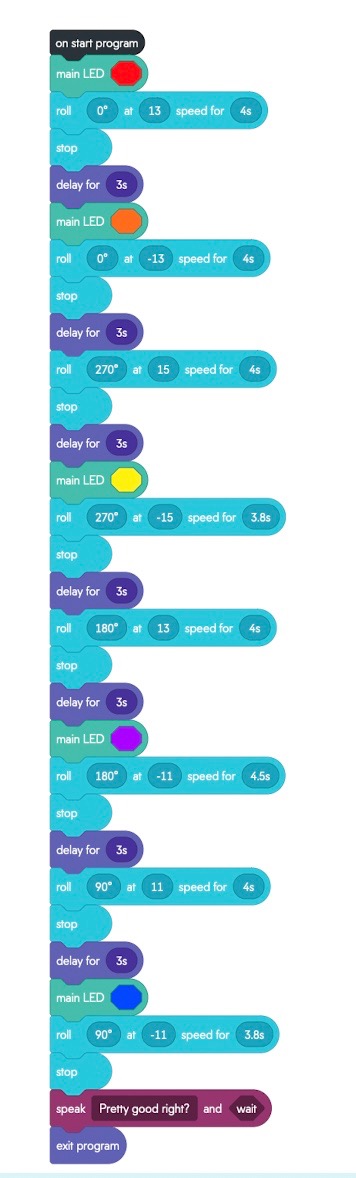 on start program
main LED
roll 0° at 13 speed for 4s
stop
delay for 3s
main LED
roll 0° at -13 speed for 4s
stop
delay for 3s
roll 270° at 15 speed for 4s
stop
delay for 3s
main LED
roll 270° at -15 speed for 3.8s
stop
delay for 3s
roll 180° at 13 speed for 4s
stop
delay for 3s
main LED
roll 180° at -11 speed for 4.5s
stop
delay for 3s
roll 90° at 11 speed for 4s
stop
delay for 3s
main LED
roll 90° at -11 speed for 3.8s
stop
speak Pretty good right? and wait
exit program